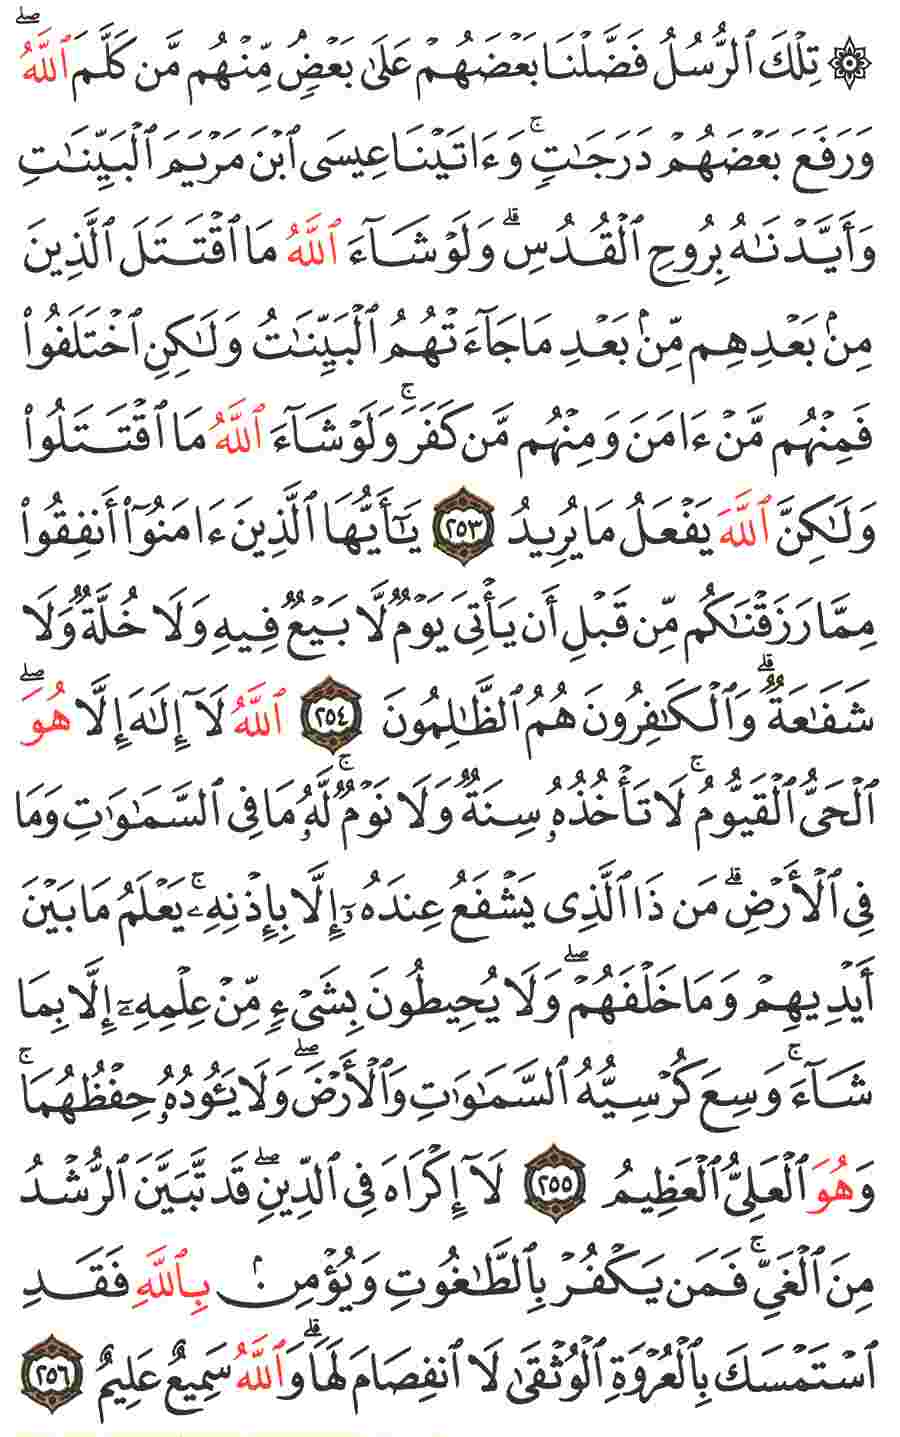 ۞ تِلْكَ ٱلرُّسُلُ فَضَّلْنَا بَعْضَهُمْ عَلَىٰ بَعْضٍۘ مِّنْهُم مَّن كَلَّمَ ٱللَّهُۖ
وَرَفَعَ بَعْضَهُمْ دَرَجَٰتٍۚ وَءَاتَيْنَا عِيسَى ٱبْنَ مَرْيَمَ ٱلْبَيِّنَٰتِ
وَأَيَّدْنَٰهُ بِرُوحِ ٱلْقُدُسِۗ وَلَوْ شَآءَ ٱللَّهُ مَا ٱقْتَتَلَ ٱلَّذِينَ
مِنۢ بَعْدِهِم مِّنۢ بَعْدِ مَا جَآءَتْهُمُ ٱلْبَيِّنَٰتُ وَلَٰكِنِ ٱخْتَلَفُوا۟
فَمِنْهُم مَّنْ ءَامَنَ وَمِنْهُم مَّن كَفَرَۚ وَلَوْ شَآءَ ٱللَّهُ مَا ٱقْتَتَلُوا۟
وَلَٰكِنَّ ٱللَّهَ يَفْعَلُ مَا يُرِيدُ ٢٥٣ يَٰٓأَيُّهَا ٱلَّذِينَ ءَامَنُوٓا۟ أَنفِقُوا۟
مِمَّا رَزَقْنَٰكُم مِّن قَبْلِ أَن يَأْتِىَ يَوْمٌ لَّا بَيْعٌ فِيهِ وَلَا خُلَّةٌ وَلَا
شَفَٰعَةٌۗ وَٱلْكَٰفِرُونَ هُمُ ٱلظَّٰلِمُونَ ٢٥٤ ٱللَّهُ لَآ إِلَٰهَ إِلَّا هُوَۖ
ٱلْحَىُّ ٱلْقَيُّومُۚ لَا تَأْخُذُهُۥ سِنَةٌ وَلَا نَوْمٌۚ لَّهُۥ مَا فِى ٱلسَّمَٰوَٰتِ وَمَا
فِى ٱلْأَرْضِۗ مَن ذَا ٱلَّذِى يَشْفَعُ عِندَهُۥٓ إِلَّا بِإِذْنِهِۦۚ يَعْلَمُ مَا بَيْنَ
أَيْدِيهِمْ وَمَا خَلْفَهُمْۖ وَلَا يُحِيطُونَ بِشَىْءٍ مِّنْ عِلْمِهِۦٓ إِلَّا بِمَا
شَآءَۚ وَسِعَ كُرْسِيُّهُ ٱلسَّمَٰوَٰتِ وَٱلْأَرْضَۖ وَلَا يَـُٔودُهُۥ حِفْظُهُمَاۚ
وَهُوَ ٱلْعَلِىُّ ٱلْعَظِيمُ ٢٥٥ لَآ إِكْرَاهَ فِى ٱلدِّينِۖ قَد تَّبَيَّنَ ٱلرُّشْدُ
مِنَ ٱلْغَىِّۚ فَمَن يَكْفُرْ بِٱلطَّٰغُوتِ وَيُؤْمِنۢ بِٱللَّهِ فَقَدِ
ٱسْتَمْسَكَ بِٱلْعُرْوَةِ ٱلْوُثْقَىٰ لَا ٱنفِصَامَ لَهَاۗ وَٱللَّهُ سَمِيعٌ عَلِيمٌ ٢٥٦